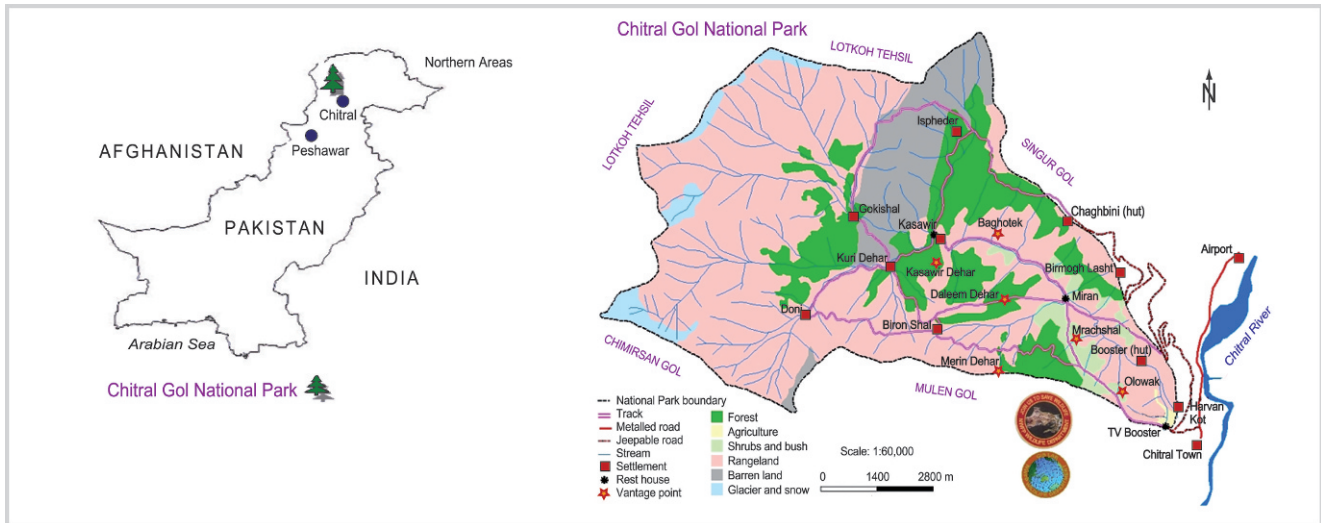 Northern Areas
Chitral
Peshawar
AFGHANISTAN
PAKISTAN
INDIA
Arabian Sea
Chitral Gol National Park
Chitral Gol National Park
LOTKOH TEHSIL
LOTKOH TEHSIL
N
Ispheder
SINGUR GOL
Gokishal
Kasawir
Baghotek
Chaghbini (hut)
Airport
Kuri Dehar
Kasawir Dehar
Birmogh Lasht
Daleem Dehar
Miran
Doni
Biron Shal
Mrachshal
Chitral River
Booster (hut)
CHIMIRSAN GOL
Merin Dehar
MULEN GOL
Olowak
Harvan
Kot
TV Booster
Chitral Town
National Park boundary
Track
Metalled road
Jeepable road
Stream
Settlement
Rest house
Vantage point
Forest
Agriculture
Shrubs and bush
Rangeland
Barren land
Glacier and snow
Scale: 1:60,000
0 1400 2800 m